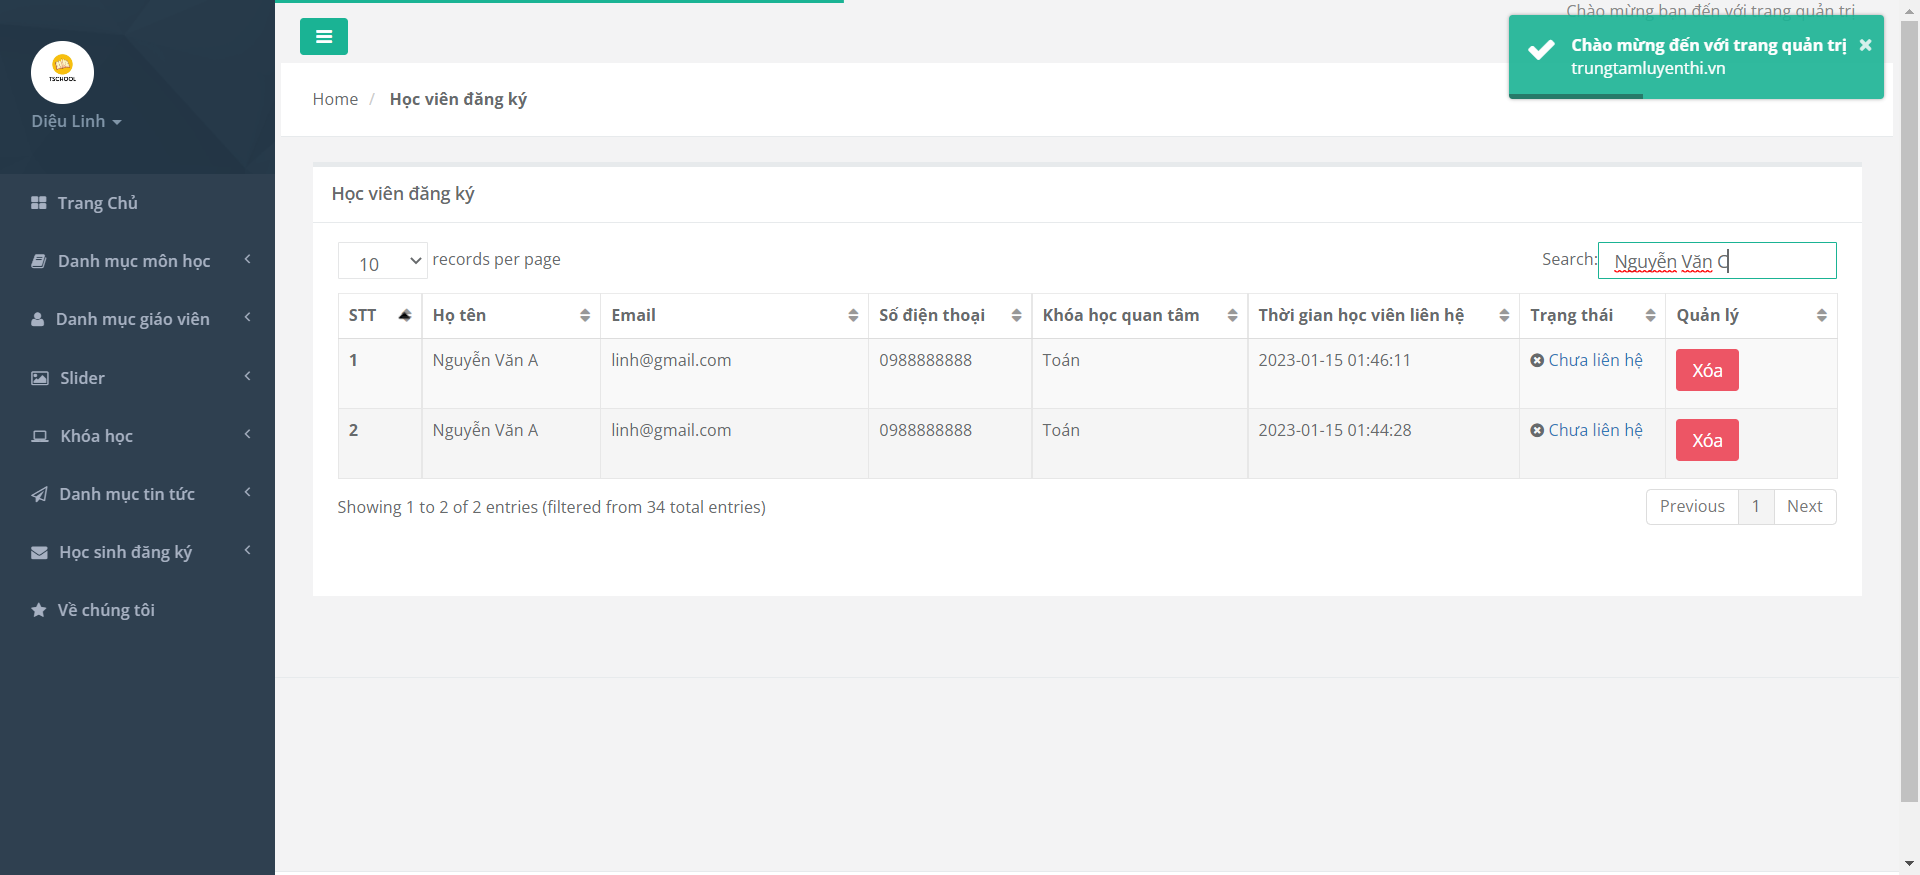 TSCHOOL
Diệu Linh
Trang Chủ
Danh mục môn học
Danh mục giáo viên
Slider
Khóa học
Danh mục tin tức
Học sinh đăng ký
Về chúng tôi
Chào mừng bạn đến với trang quản trị
Chào mừng đến với trang quản trị ×
trungtamluyenthi.vn
Home / Học viên đăng ký
Học viên đăng ký
10 records per page Search: Nguyễn Văn C
STT Họ tên Email Số điện thoại Khóa học quan tâm Thời gian học viên liên hệ Trạng thái Quản lý
1 Nguyễn Văn A linh@gmail.com 0988888888 Toán 2023-01-15 01:46:11 Chưa liên hệ Xóa
2 Nguyễn Văn A linh@gmail.com 0988888888 Toán 2023-01-15 01:44:28 Chưa liên hệ Xóa
Showing 1 to 2 of 2 entries (filtered from 34 total entries) Previous 1 Next